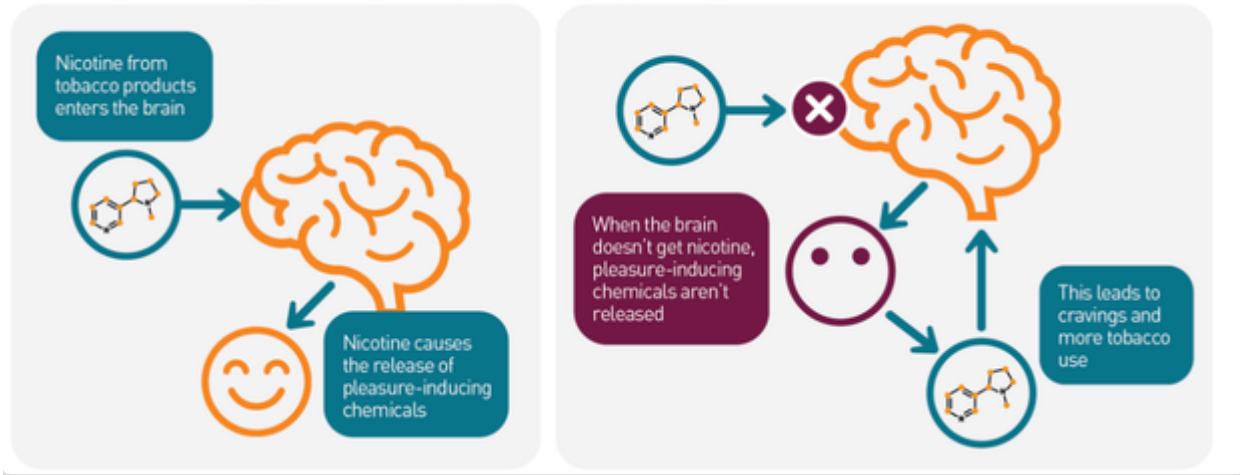 Nicotine from
tobacco products
enters the brain
Nicotine causes
the release of
pleasure-inducing
chemicals
When the brain
doesn't get nicotine,
pleasure-inducing
chemicals aren't
released
This leads to
cravings and
more tobacco
use